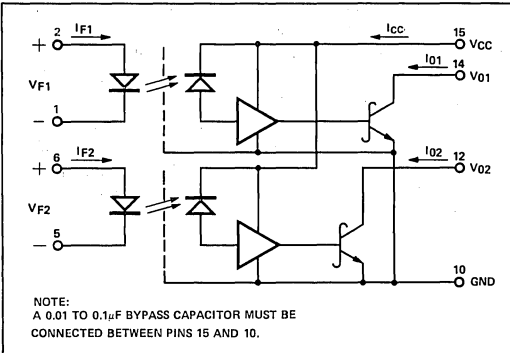 2 IF1
+
VF1
−
1
6 IF2
+
VF2
−
5
ICC 15
VCC
IO1 14
VO1
IO2 12
VO2
10
GND
NOTE:
A 0.01 TO 0.1μF BYPASS CAPACITOR MUST BE
CONNECTED BETWEEN PINS 15 AND 10.